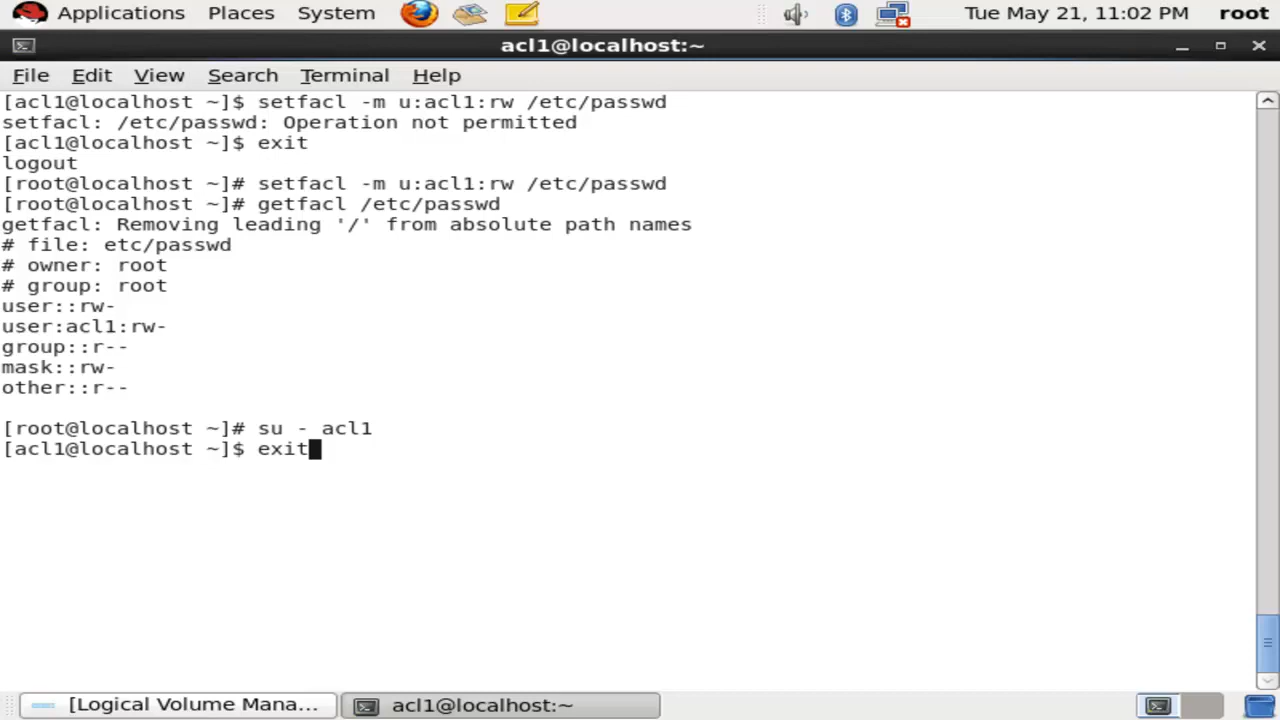 Applications Places System Tue May 21, 11:02 PM root
acl1@localhost:~
File Edit View Search Terminal Help
[acl1@localhost ~]$ setfacl -m u:acl1:rw /etc/passwd
setfacl: /etc/passwd: Operation not permitted
[acl1@localhost ~]$ exit
logout
[root@localhost ~]# setfacl -m u:acl1:rw /etc/passwd
[root@localhost ~]# getfacl /etc/passwd
getfacl: Removing leading '/' from absolute path names
# file: etc/passwd
# owner: root
# group: root
user::rw-
user:acl1:rw-
group::r--
mask::rw-
other::r--
[root@localhost ~]# su - acl1
[acl1@localhost ~]$ exit
[Logical Volume Mana... acl1@localhost:~